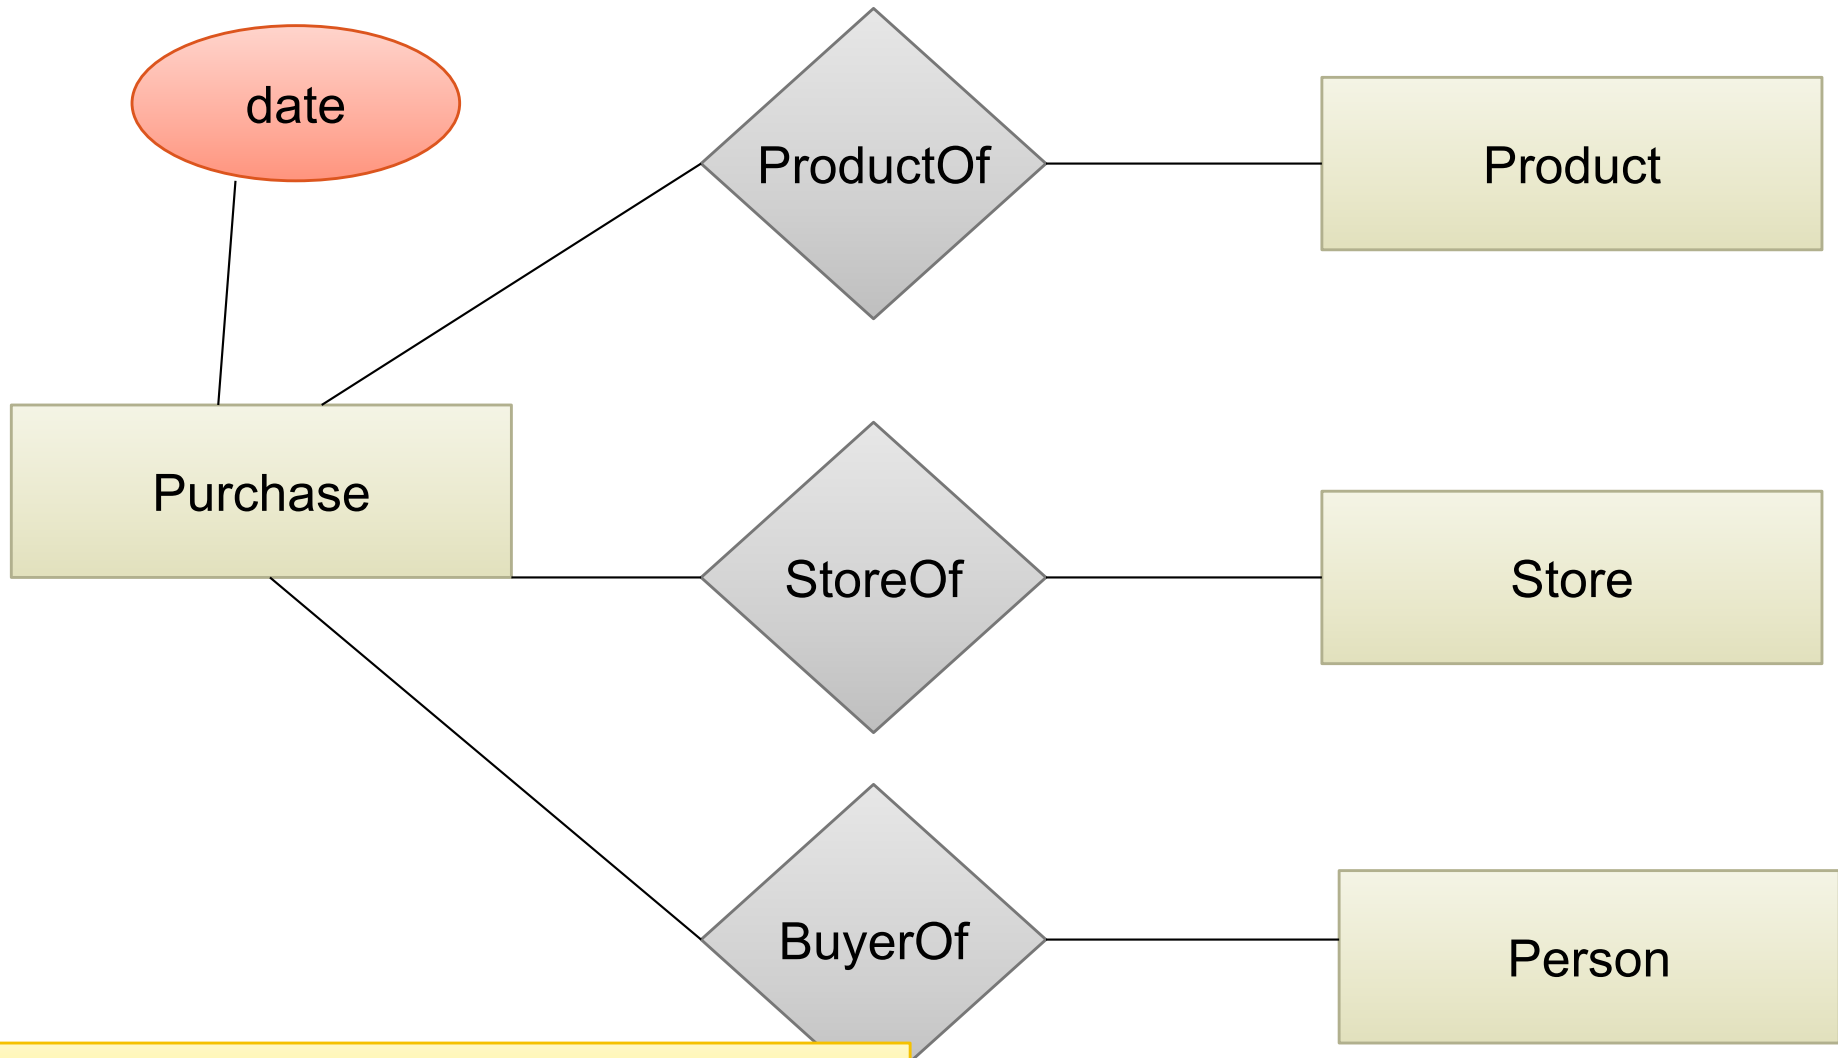 date
ProductOf
Product
Purchase
StoreOf
Store
BuyerOf
Person